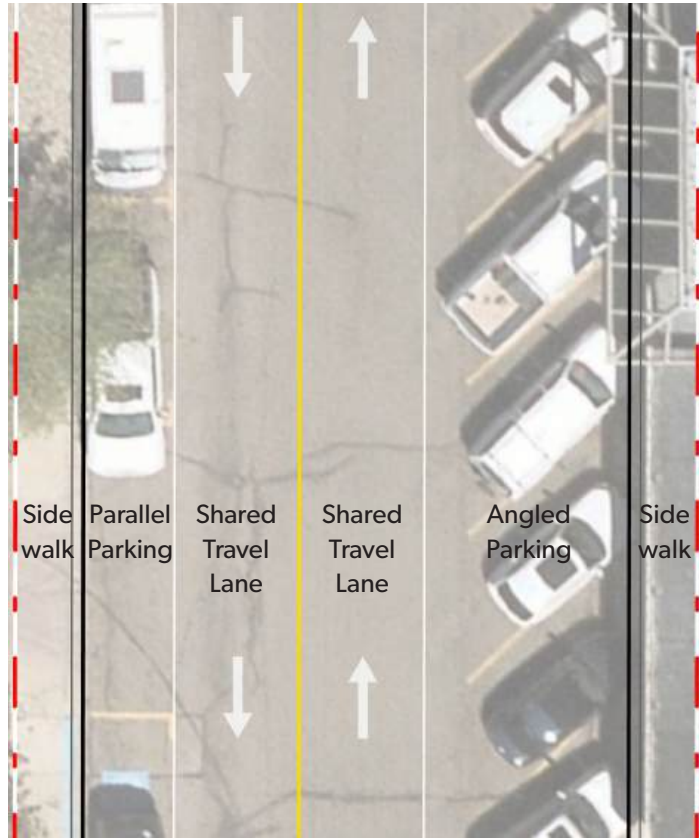 Side
walk
Parallel
Parking
Shared
Travel
Lane
Shared
Travel
Lane
Angled
Parking
Side
walk